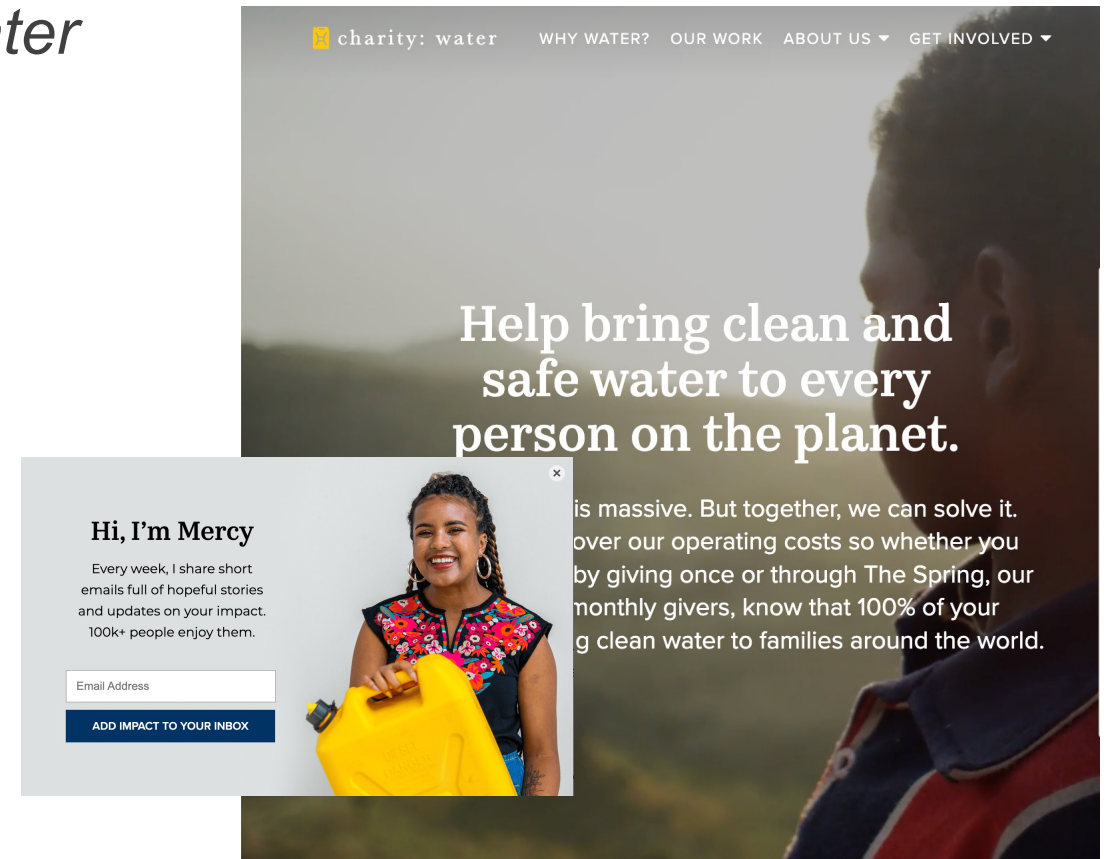 ter
charity: water
WHY WATER?
OUR WORK
ABOUT US
GET INVOLVED
Help bring clean and
safe water to every
person on the planet.
is massive. But together, we can solve it.
over our operating costs so whether you
by giving once or through The Spring, our
monthly givers, know that 100% of your
g clean water to families around the world.
Hi, I'm Mercy
Every week, I share short
emails full of hopeful stories
and updates on your impact.
100k+ people enjoy them.
Email Address
ADD IMPACT TO YOUR INBOX